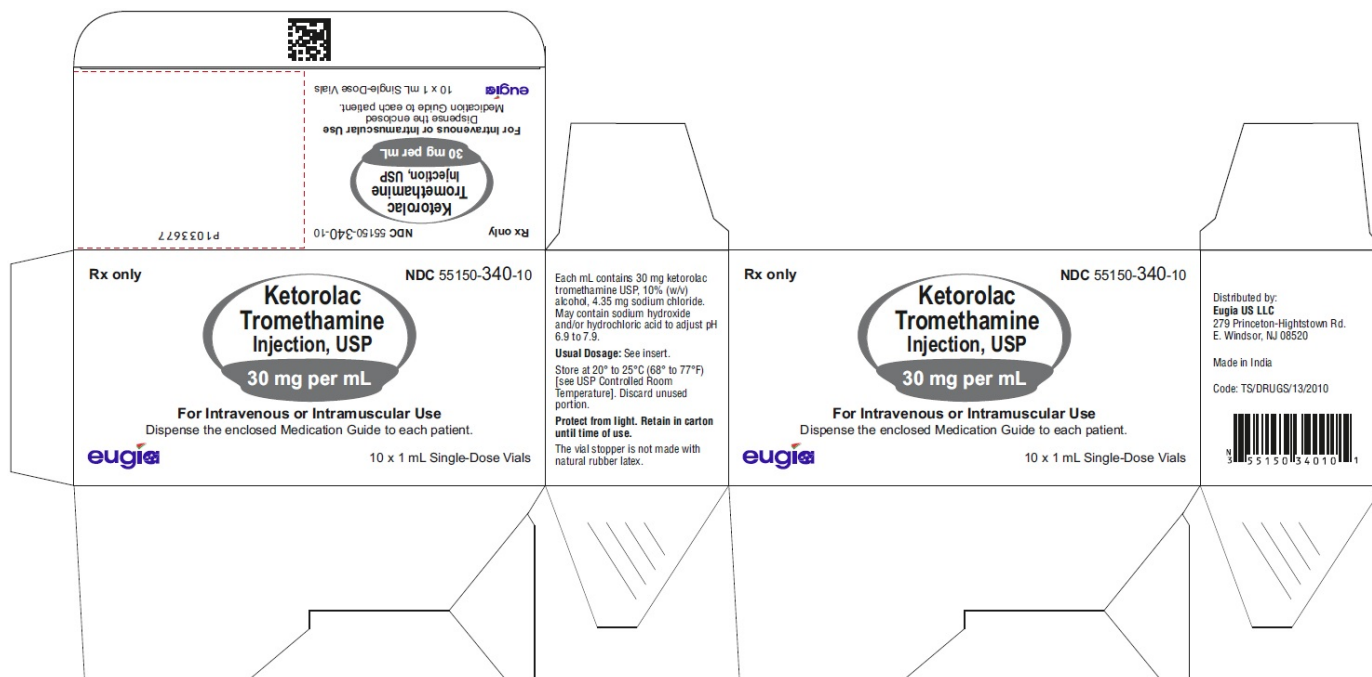 eugia
10 x 1 mL Single-Dose Vials
Dispense the enclosed
Medication Guide to each patient.
For Intravenous or Intramuscular Use
30 mg per mL
Ketorolac
Tromethamine
Injection, USP
Rx only
NDC 55150-340-10
P1033677
Rx only
NDC 55150-340-10
Ketorolac
Tromethamine
Injection, USP
30 mg per mL
For Intravenous or Intramuscular Use
Dispense the enclosed Medication Guide to each patient.
eugia
10 x 1 mL Single-Dose Vials
Each mL contains 30 mg ketorolac
tromethamine USP, 10% (w/v)
alcohol, 4.35 mg sodium chloride.
May contain sodium hydroxide
and/or hydrochloric acid to adjust pH
6.9 to 7.9.
Usual Dosage: See insert.
Store at 20° to 25°C (68° to 77°F)
[see USP Controlled Room
Temperature]. Discard unused
portion.
Protect from light. Retain in carton
until time of use.
The vial stopper is not made with
natural rubber latex.
Rx only
NDC 55150-340-10
Ketorolac
Tromethamine
Injection, USP
30 mg per mL
For Intravenous or Intramuscular Use
Dispense the enclosed Medication Guide to each patient.
eugia
10 x 1 mL Single-Dose Vials
Distributed by:
Eugia US LLC
279 Princeton-Hightstown Rd.
E. Windsor, NJ 08520
Made in India
Code: TS/DRUGS/13/2010
N
3 55150 34010 1